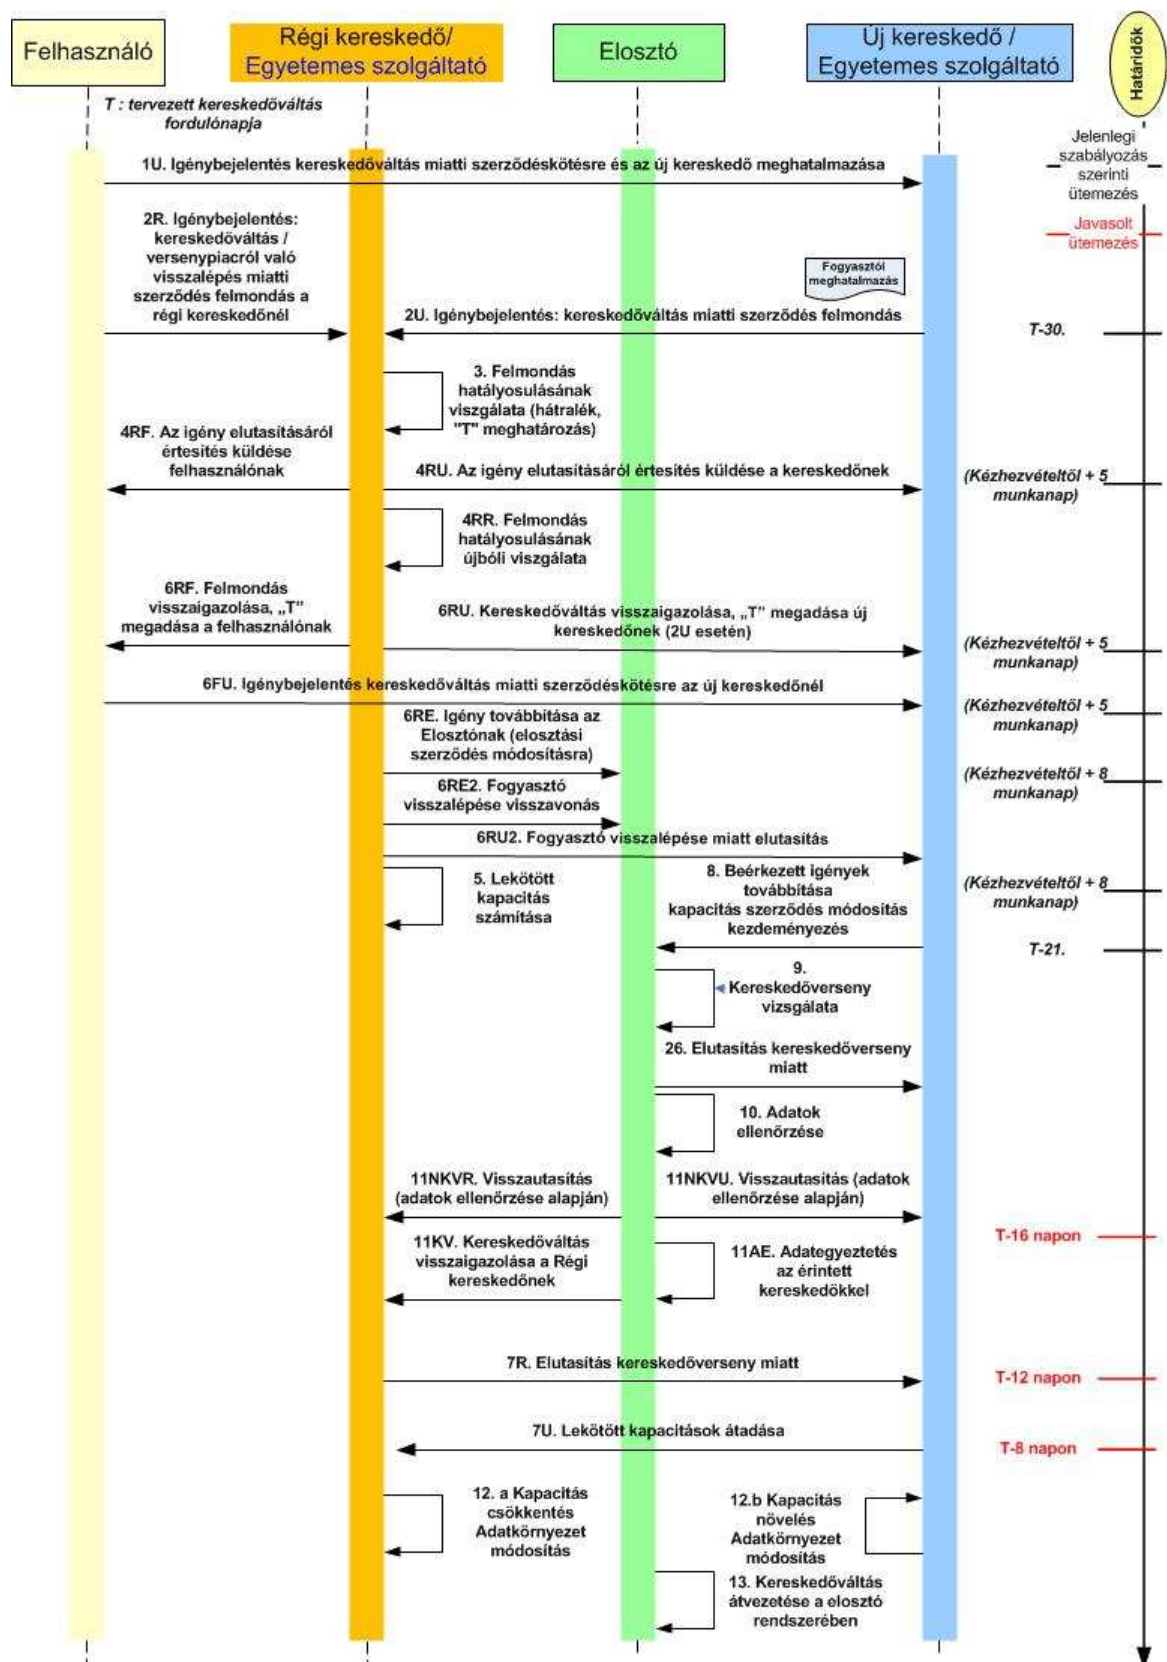 Felhasználó
Régi kereskedő/
Egyetemes szolgáltató
Elosztó
Új kereskedő /
Egyetemes szolgáltató
Határidők
T : tervezett kereskedőváltás
fordulónapja
Jelenlegi
szabályozás
szerinti
ütemezés
1U. Igénybejelentés kereskedőváltás miatti szerződéskötésre és az új kereskedő meghatalmazása
Javasolt
ütemezés
2R. Igénybejelentés:
kereskedőváltás /
versenypiacról való
visszalépés miatti
szerződés felmondás a
régi kereskedőnél
Fogyasztói
meghatalmazás
2U. Igénybejelentés: kereskedőváltás miatti szerződés felmondás
T-30.
3. Felmondás
hatályosulásának
viszgálata (hátralék,
"T" meghatározás)
4RF. Az igény elutasításáról
értesítés küldése
felhasználónak
4RU. Az igény elutasításáról értesítés küldése a kereskedőnek
(Kézhezvételtől + 5
munkanap)
4RR. Felmondás
hatályosulásának
újbóli viszgálata
6RF. Felmondás
visszaigazolása, „T”
megadása a felhasználónak
6RU. Kereskedőváltás visszaigazolása, „T” megadása új
kereskedőnek (2U esetén)
(Kézhezvételtől + 5
munkanap)
6FU. Igénybejelentés kereskedőváltás miatti szerződéskötésre az új kereskedőnél
(Kézhezvételtől + 5
munkanap)
6RE. Igény továbbítása az
Elosztónak (elosztási
szerződés módosításra)
(Kézhezvételtől + 8
munkanap)
6RE2. Fogyasztó
visszalépése visszavonás
6RU2. Fogyasztó visszalépése miatt elutasítás
5. Lekötött
kapacitás
számítása
8. Beérkezett igények
továbbítása
kapacitás szerződés módosítás
kezdeményezés
(Kézhezvételtől + 8
munkanap)
T-21.
9.
Kereskedőverseny
vizsgálata
26. Elutasítás kereskedőverseny
miatt
10. Adatok
ellenőrzése
11NKVR. Visszautasítás
(adatok ellenőrzése alapján)
11NKVU. Visszautasítás (adatok
ellenőrzése alapján)
T-16 napon
11KV. Kereskedőváltás
visszaigazolása a Régi
kereskedőnek
11AE. Adategyeztetés
az érintett
kereskedőkkel
7R. Elutasítás kereskedőverseny miatt
T-12 napon
7U. Lekötött kapacitások átadása
T-8 napon
12. a Kapacitás
csökkentés
Adatkörnyezet
módosítás
12.b Kapacitás
növelés
Adatkörnyezet
módosítás
13. Kereskedőváltás
átvezetése a elosztó
rendszerében